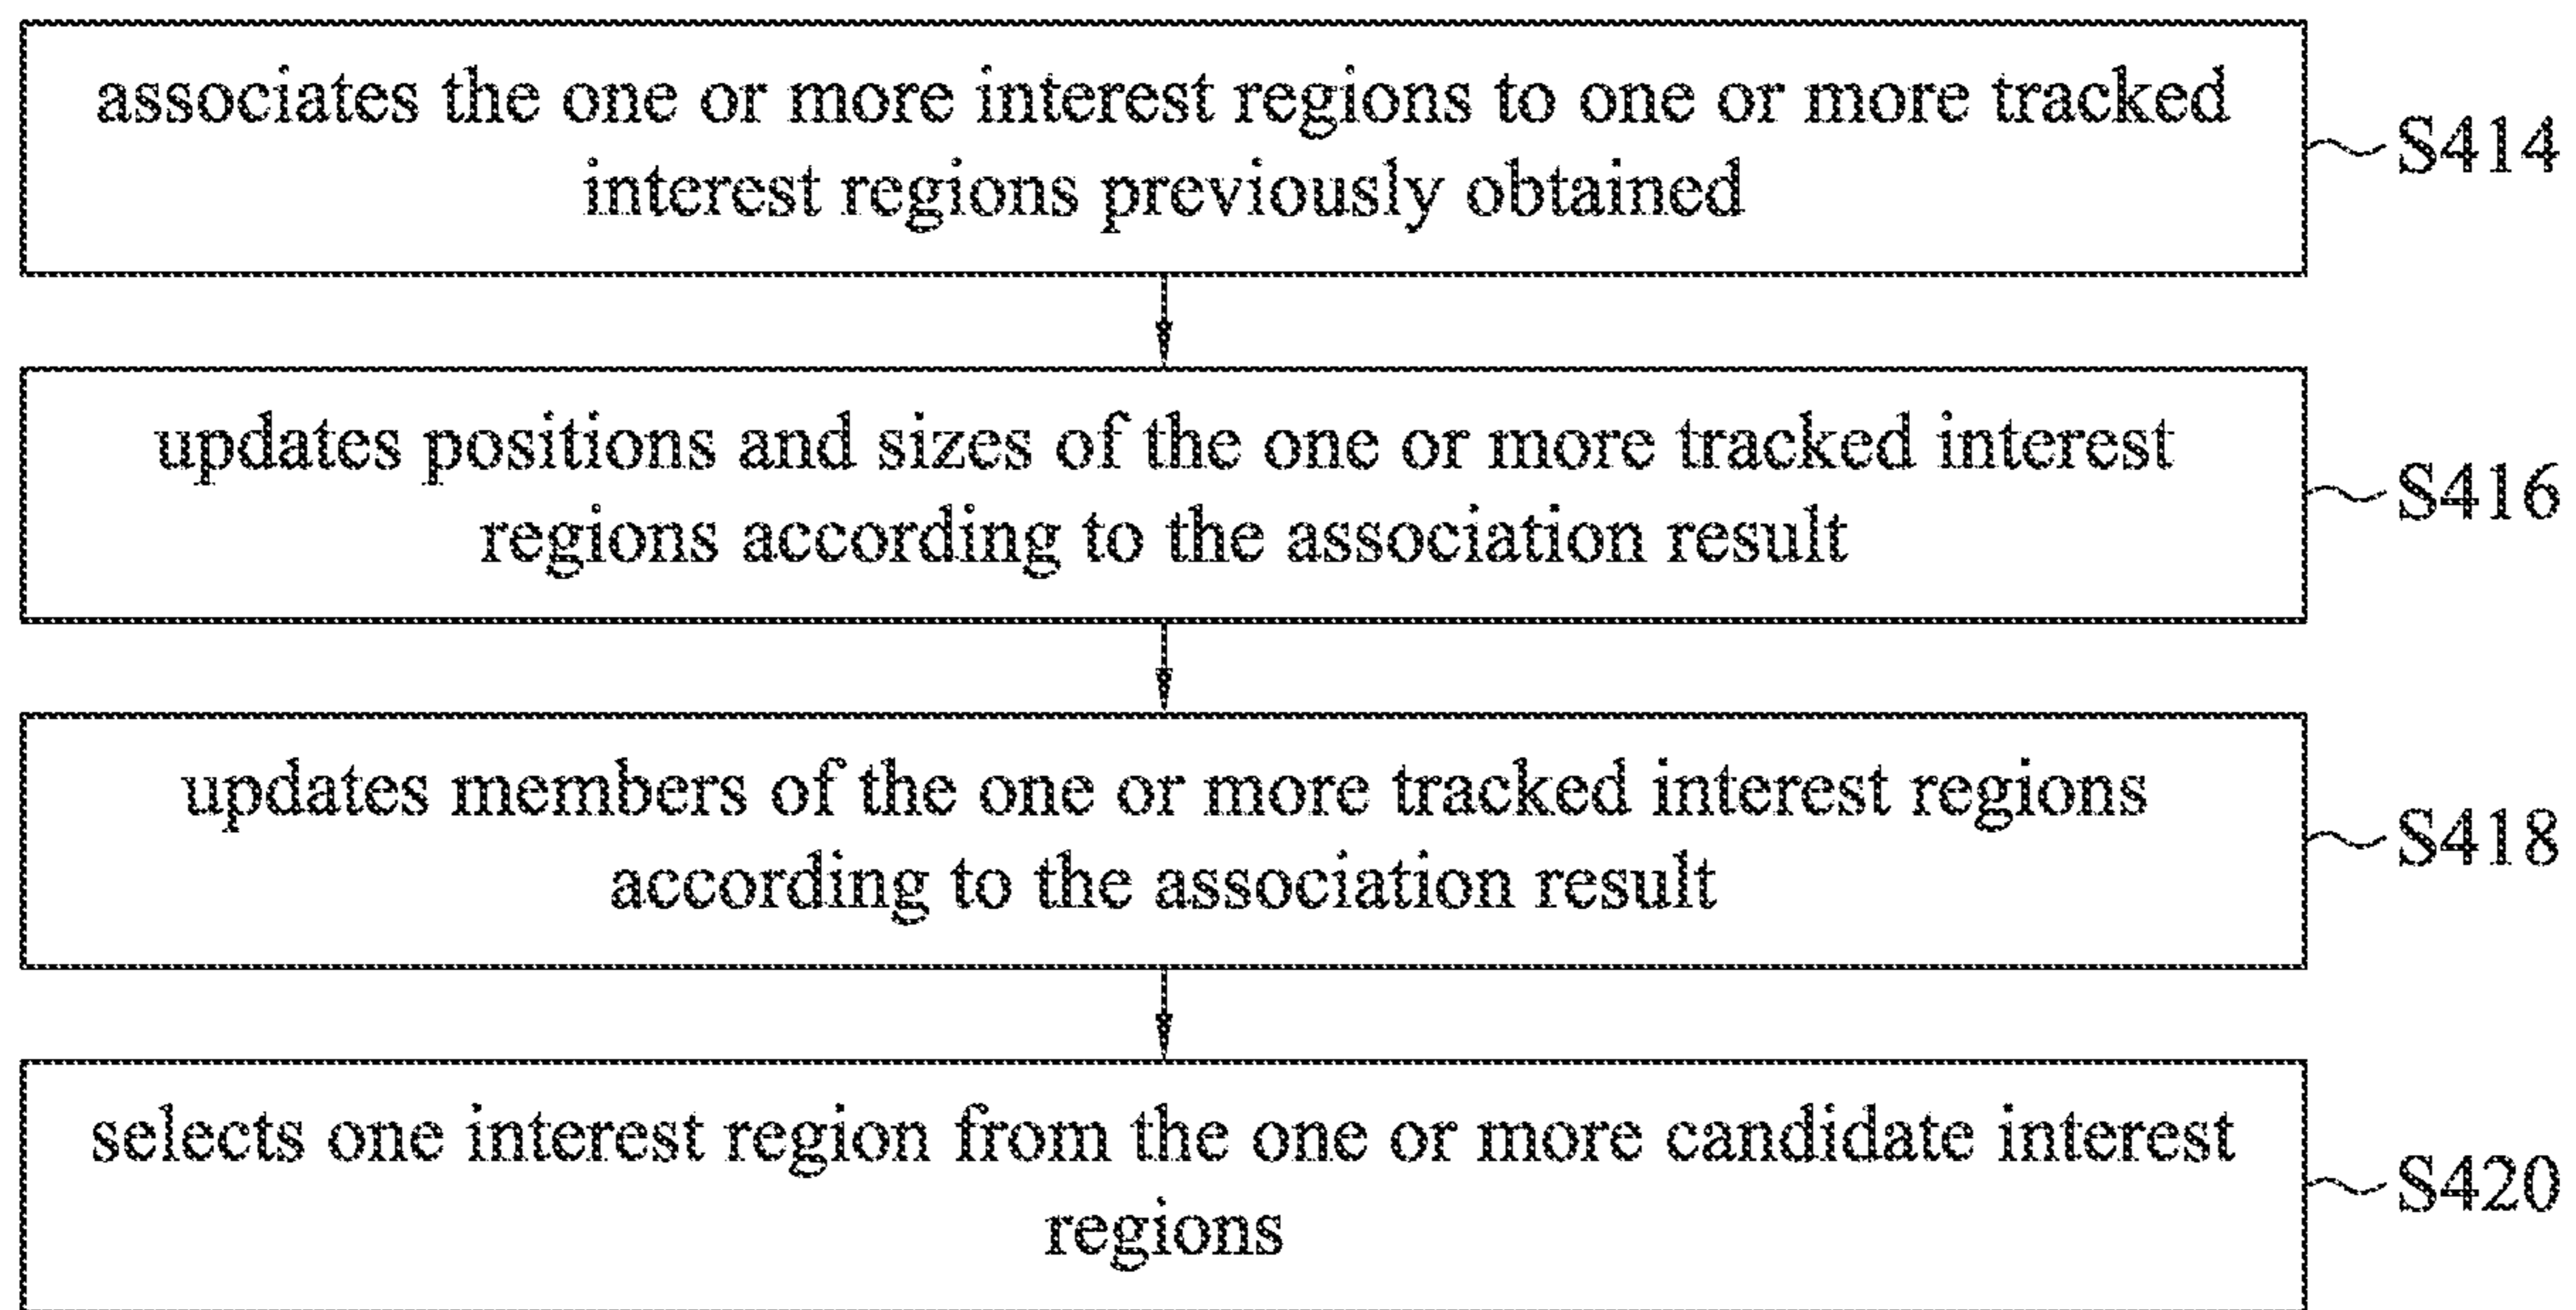 associates the one or more interest regions to one or more tracked
interest regions previously obtained
S414
updates positions and sizes of the one or more tracked interest
regions according to the association result
S416
updates members of the one or more tracked interest regions
according to the association result
S418
selects one interest region from the one or more candidate interest
regions
S420